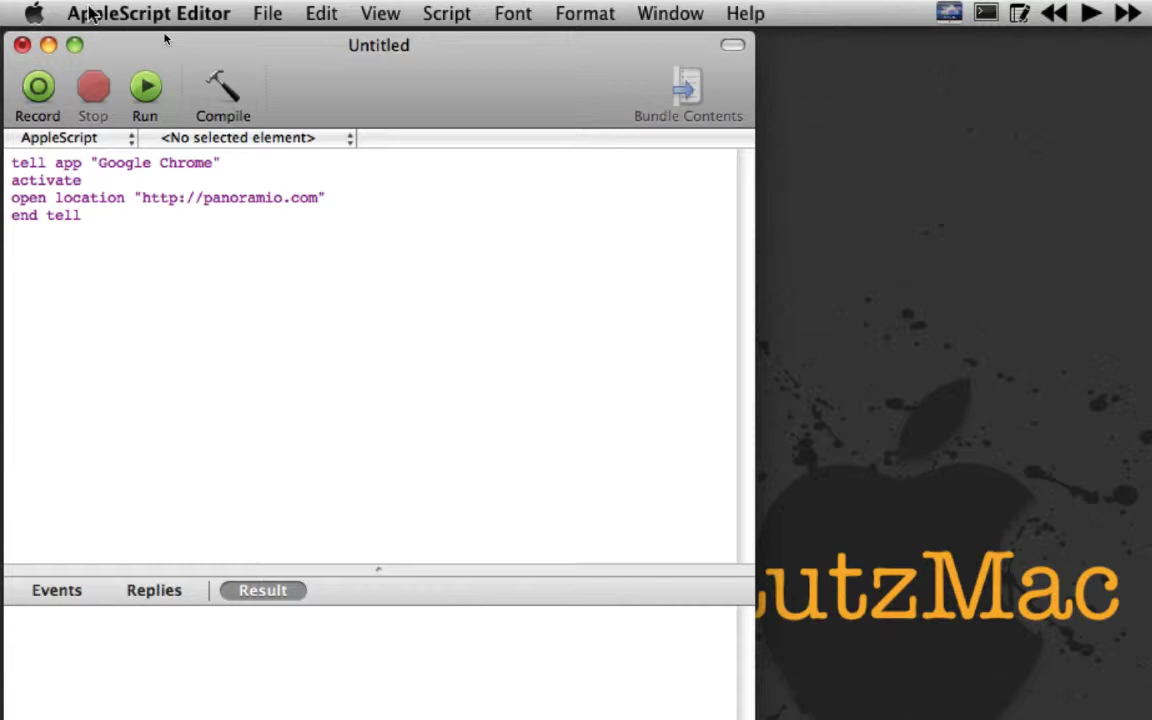 AppleScript Editor File Edit View Script Font Format Window Help
Untitled
Record Stop Run Compile Bundle Contents
AppleScript <No selected element>
tell app "Google Chrome"
activate
open location "http://panoramio.com"
end tell
Events Replies Result
utzMac